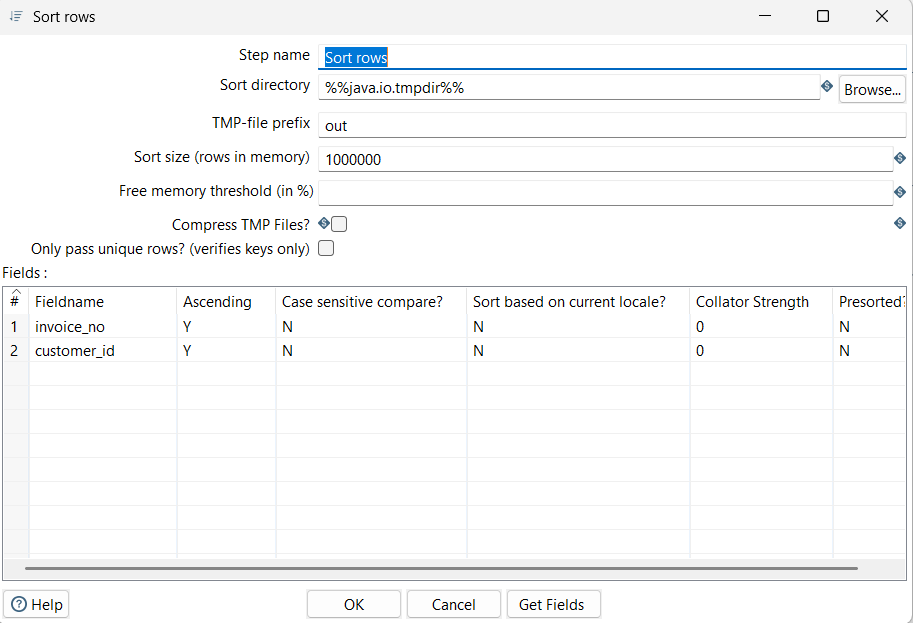 Sort rows
Step name Sort rows
Sort directory %%java.io.tmpdir%% Browse...
TMP-file prefix out
Sort size (rows in memory) 1000000
Free memory threshold (in %)
Compress TMP Files?
Only pass unique rows? (verifies keys only)
Fields :
# Fieldname Ascending Case sensitive compare? Sort based on current locale? Collator Strength Presorted?
1 invoice_no Y N N 0 N
2 customer_id Y N N 0 N
Help OK Cancel Get Fields